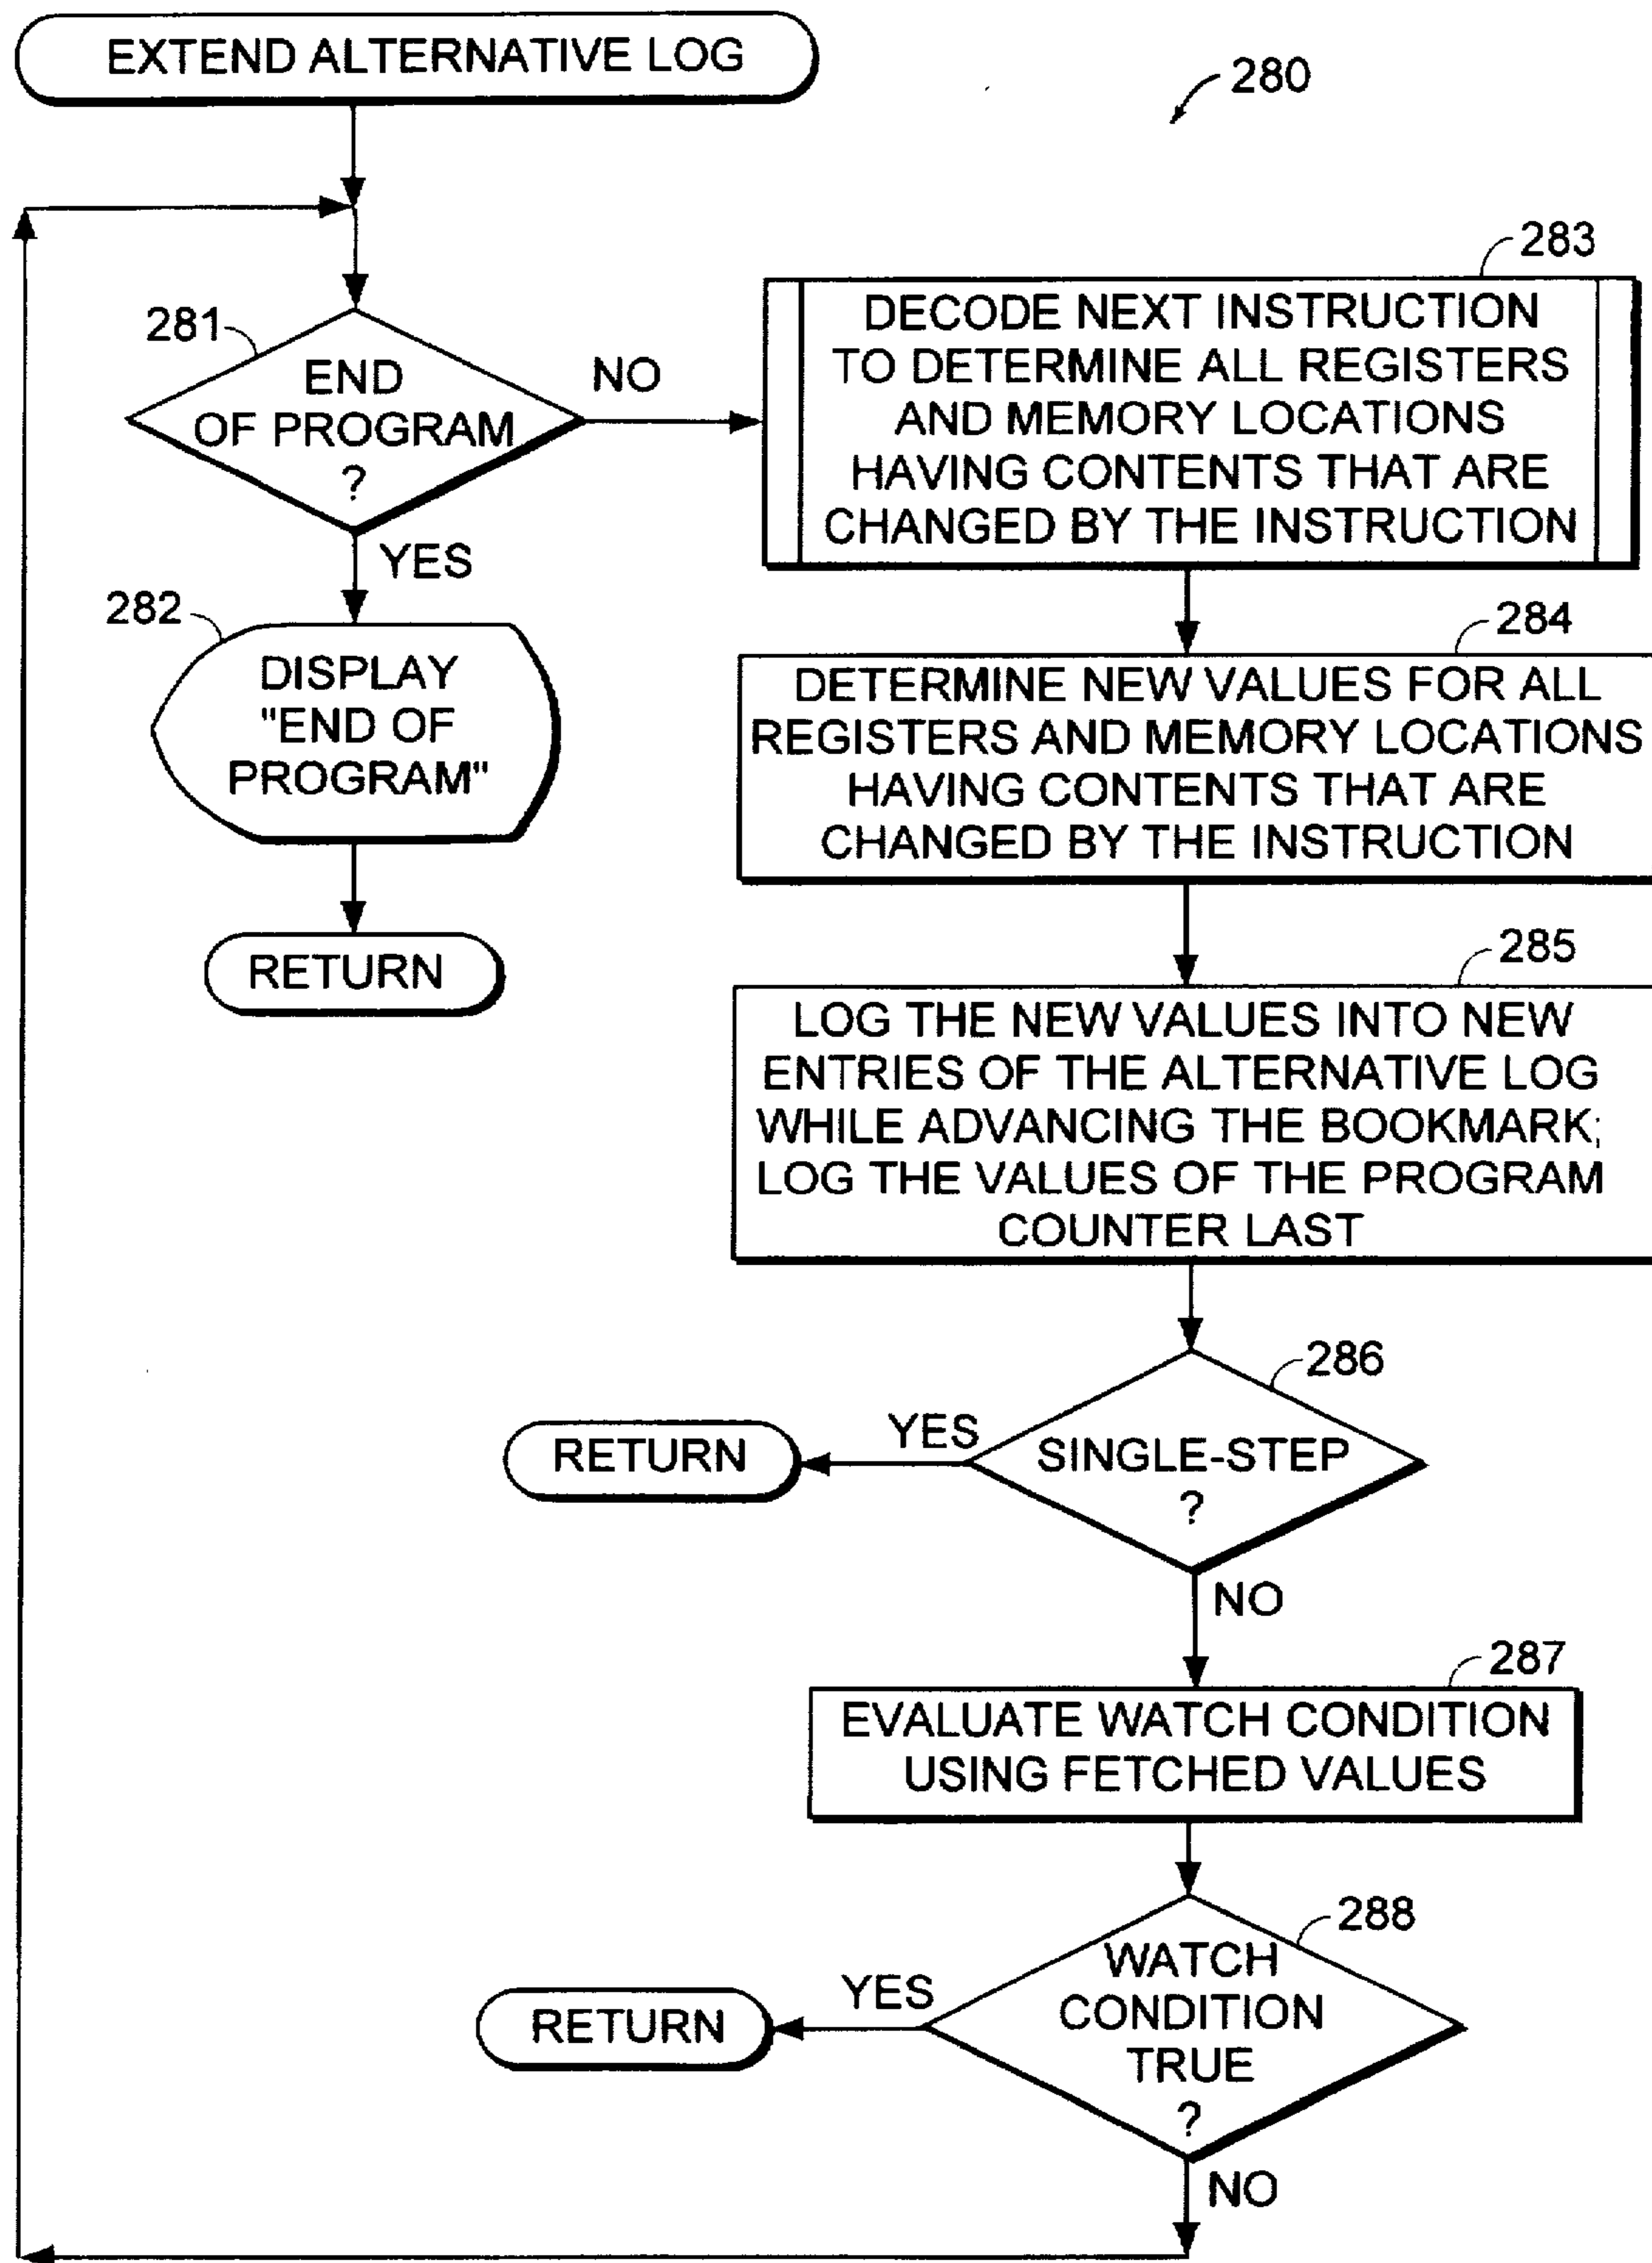 EXTEND ALTERNATIVE LOG
280
281
END
OF PROGRAM
?
NO
YES
282
DISPLAY
"END OF
PROGRAM"
RETURN
283
DECODE NEXT INSTRUCTION
TO DETERMINE ALL REGISTERS
AND MEMORY LOCATIONS
HAVING CONTENTS THAT ARE
CHANGED BY THE INSTRUCTION
284
DETERMINE NEW VALUES FOR ALL
REGISTERS AND MEMORY LOCATIONS
HAVING CONTENTS THAT ARE
CHANGED BY THE INSTRUCTION
285
LOG THE NEW VALUES INTO NEW
ENTRIES OF THE ALTERNATIVE LOG
WHILE ADVANCING THE BOOKMARK;
LOG THE VALUES OF THE PROGRAM
COUNTER LAST
286
SINGLE-STEP
?
YES
RETURN
NO
287
EVALUATE WATCH CONDITION
USING FETCHED VALUES
288
WATCH
CONDITION
TRUE
?
YES
RETURN
NO